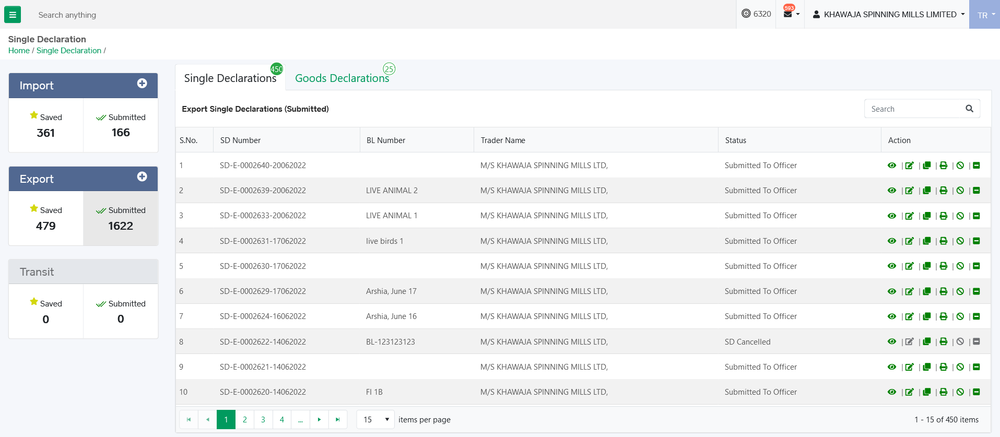 Search anything
6320
593
KHAWAJA SPINNING MILLS LIMITED
TR
Single Declaration
Home / Single Declaration /
Import
Saved
361
Submitted
166
Export
Saved
479
Submitted
1622
Transit
Saved
0
Submitted
0
Single Declarations 450
Goods Declarations 25
Export Single Declarations (Submitted)
Search
S.No. SD Number BL Number Trader Name Status Action
1 SD-E-0002640-20062022 M/S KHAWAJA SPINNING MILLS LTD, Submitted To Officer | | | | |
2 SD-E-0002639-20062022 LIVE ANIMAL 2 M/S KHAWAJA SPINNING MILLS LTD, Submitted To Officer | | | | |
3 SD-E-0002633-20062022 LIVE ANIMAL 1 M/S KHAWAJA SPINNING MILLS LTD, Submitted To Officer | | | | |
4 SD-E-0002631-17062022 live birds 1 M/S KHAWAJA SPINNING MILLS LTD, Submitted To Officer | | | | |
5 SD-E-0002630-17062022 M/S KHAWAJA SPINNING MILLS LTD, Submitted To Officer | | | | |
6 SD-E-0002629-17062022 Arshia, June 17 M/S KHAWAJA SPINNING MILLS LTD, Submitted To Officer | | | | |
7 SD-E-0002624-16062022 Arshia, June 16 M/S KHAWAJA SPINNING MILLS LTD, Submitted To Officer | | | | |
8 SD-E-0002622-14062022 BL-123123123 M/S KHAWAJA SPINNING MILLS LTD, SD Cancelled | | | | |
9 SD-E-0002621-14062022 M/S KHAWAJA SPINNING MILLS LTD, Submitted To Officer | | | | |
10 SD-E-0002620-14062022 FI 1B M/S KHAWAJA SPINNING MILLS LTD, Submitted To Officer | | | | |
1 2 3 4 ... 15 items per page 1 - 15 of 450 items